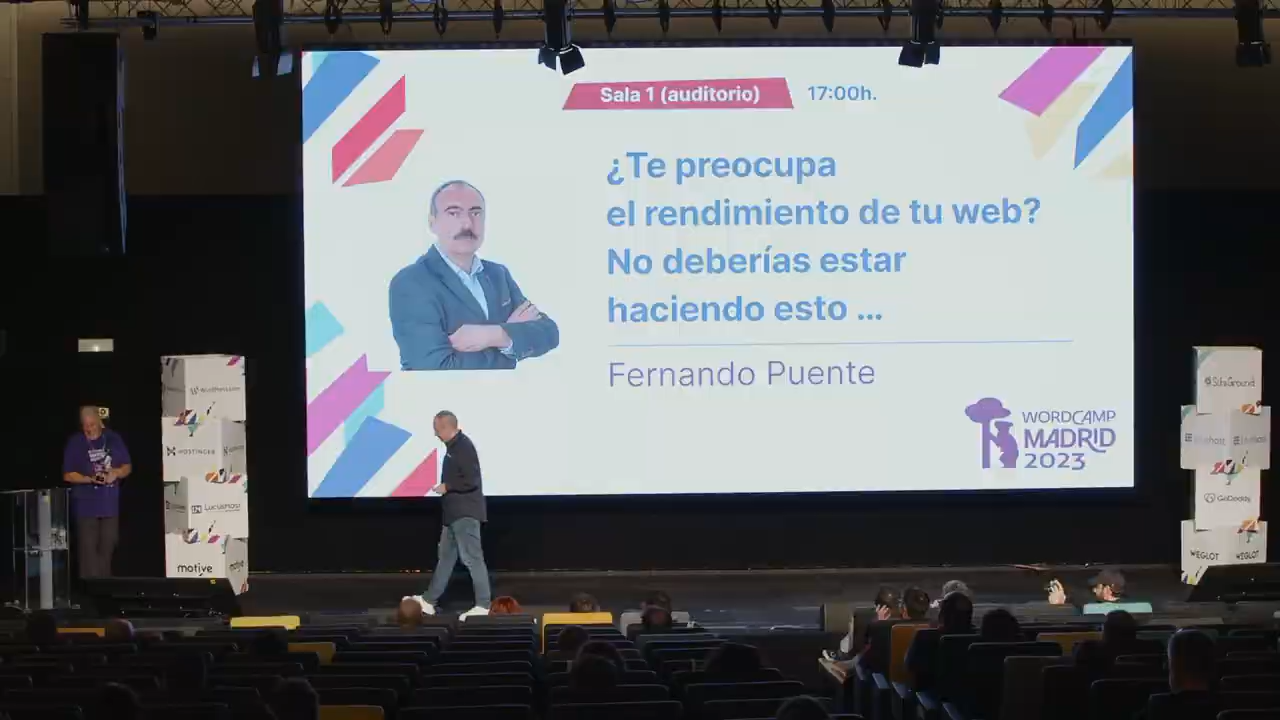 Sala 1 (auditorio)
17:00h.
¿Te preocupa
el rendimiento de tu web?
No deberías estar
haciendo esto ...
Fernando Puente
WORDCAMP
MADRID
2023
HOSTINGER
motive
motive
SiteGround
GoDaddy
WEGLOT
WEGLOT